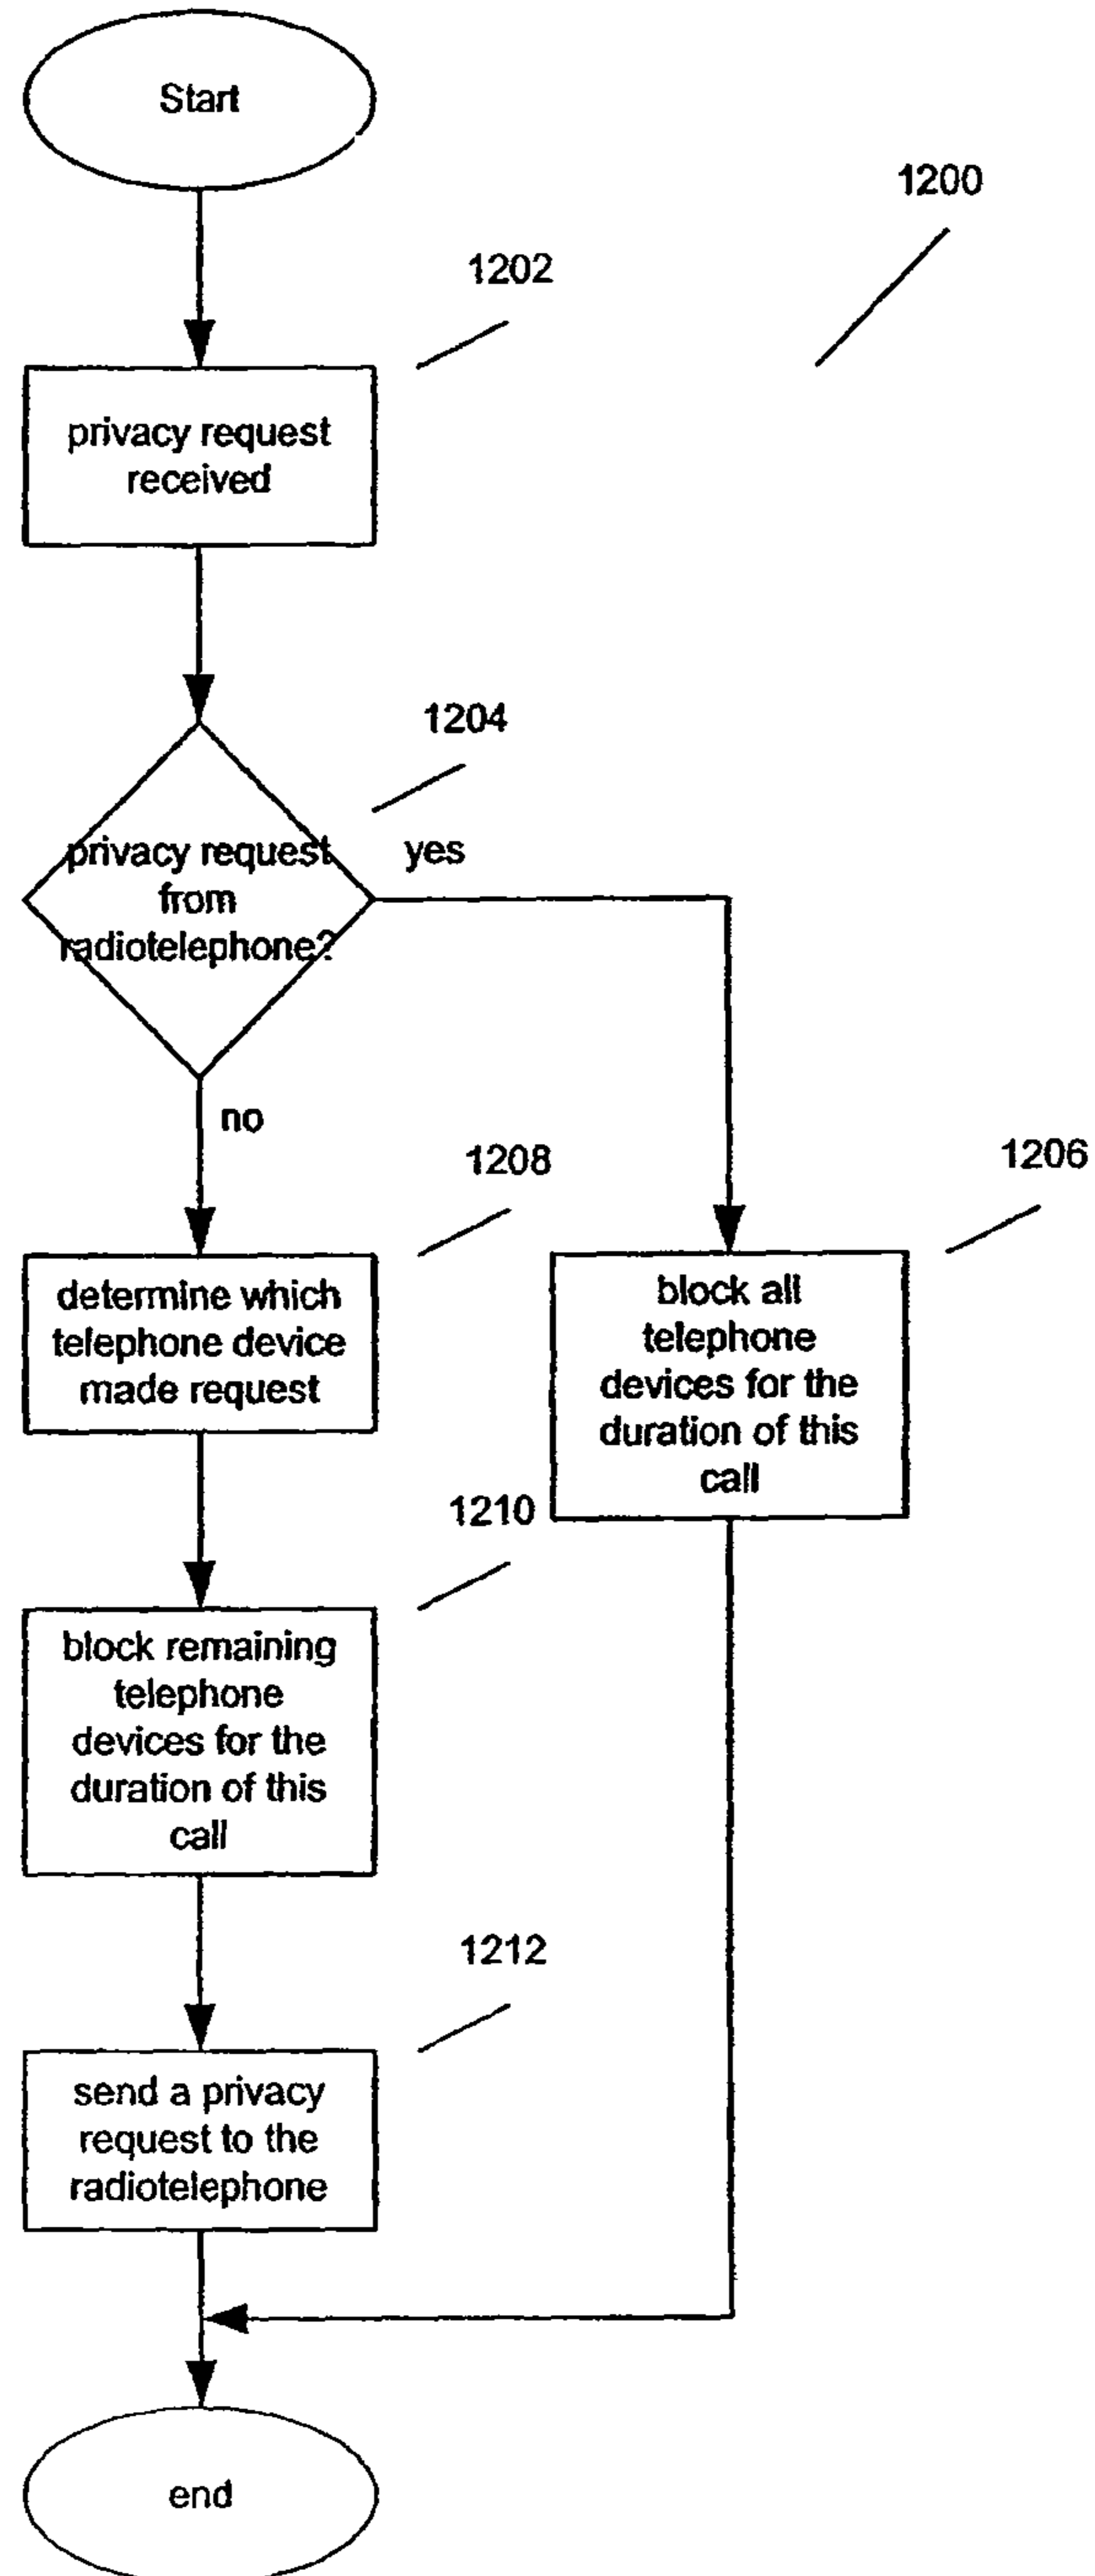 Start
1200
1202
privacy request
received
1204
privacy request
from
radiotelephone?
yes
no
1208
determine which
telephone device
made request
1206
block all
telephone
devices for the
duration of this
call
1210
block remaining
telephone
devices for the
duration of this
call
1212
send a privacy
request to the
radiotelephone
end